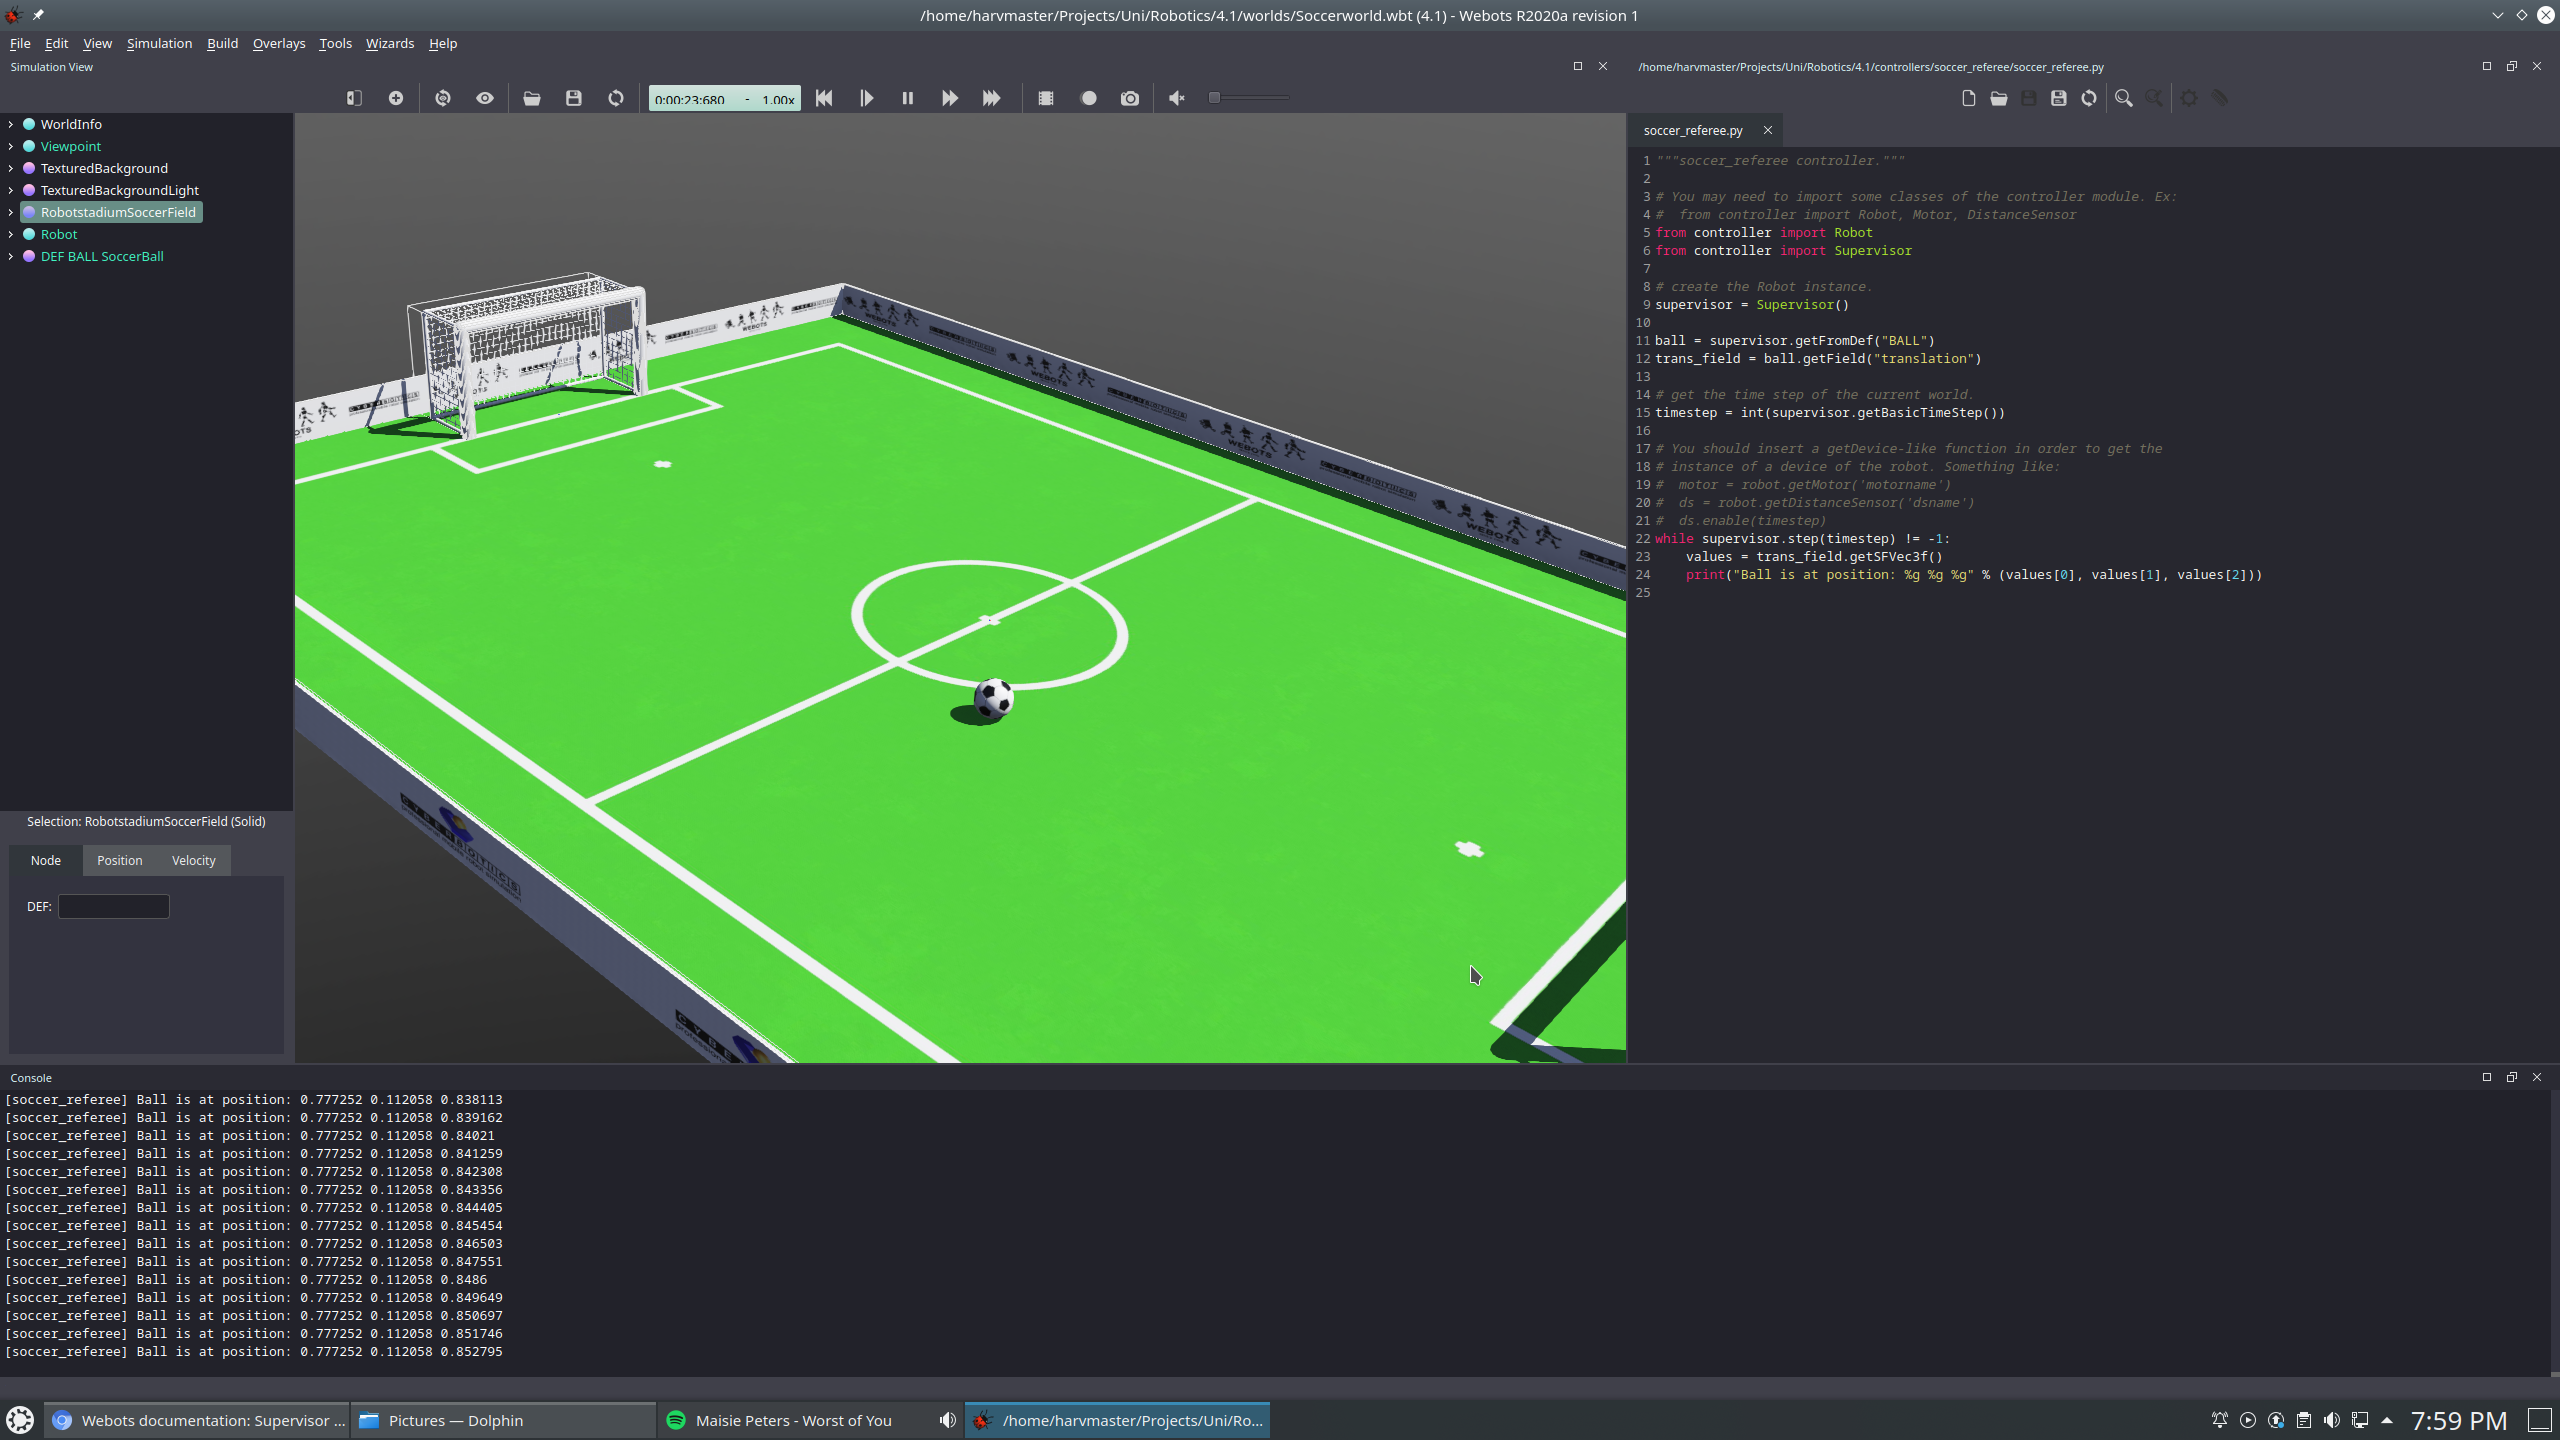 /home/harvmaster/Projects/Uni/Robotics/4.1/worlds/Soccerworld.wbt (4.1) - Webots R2020a revision 1
File Edit View Simulation Build Overlays Tools Wizards Help
Simulation View
0:00:23:680 - 1.00x
WorldInfo
Viewpoint
TexturedBackground
TexturedBackgroundLight
RobotstadiumSoccerField
Robot
DEF BALL SoccerBall
Selection: RobotstadiumSoccerField (Solid)
Node Position Velocity
DEF:
WEBOTS
WEBOTS
WEBOTS
WEBOTS
WEBOTS
CYBERBOTICS
/home/harvmaster/Projects/Uni/Robotics/4.1/controllers/soccer_referee/soccer_referee.py
soccer_referee.py
1 """soccer_referee controller."""
2
3 # You may need to import some classes of the controller module. Ex:
4 #  from controller import Robot, Motor, DistanceSensor
5 from controller import Robot
6 from controller import Supervisor
7
8 # create the Robot instance.
9 supervisor = Supervisor()
10
11 ball = supervisor.getFromDef("BALL")
12 trans_field = ball.getField("translation")
13
14 # get the time step of the current world.
15 timestep = int(supervisor.getBasicTimeStep())
16
17 # You should insert a getDevice-like function in order to get the
18 # instance of a device of the robot. Something like:
19 #  motor = robot.getMotor('motorname')
20 #  ds = robot.getDistanceSensor('dsname')
21 #  ds.enable(timestep)
22 while supervisor.step(timestep) != -1:
23     values = trans_field.getSFVec3f()
24     print("Ball is at position: %g %g %g" % (values[0], values[1], values[2]))
25
Console
[soccer_referee] Ball is at position: 0.777252 0.112058 0.838113
[soccer_referee] Ball is at position: 0.777252 0.112058 0.839162
[soccer_referee] Ball is at position: 0.777252 0.112058 0.84021
[soccer_referee] Ball is at position: 0.777252 0.112058 0.841259
[soccer_referee] Ball is at position: 0.777252 0.112058 0.842308
[soccer_referee] Ball is at position: 0.777252 0.112058 0.843356
[soccer_referee] Ball is at position: 0.777252 0.112058 0.844405
[soccer_referee] Ball is at position: 0.777252 0.112058 0.845454
[soccer_referee] Ball is at position: 0.777252 0.112058 0.846503
[soccer_referee] Ball is at position: 0.777252 0.112058 0.847551
[soccer_referee] Ball is at position: 0.777252 0.112058 0.8486
[soccer_referee] Ball is at position: 0.777252 0.112058 0.849649
[soccer_referee] Ball is at position: 0.777252 0.112058 0.850697
[soccer_referee] Ball is at position: 0.777252 0.112058 0.851746
[soccer_referee] Ball is at position: 0.777252 0.112058 0.852795
Webots documentation: Supervisor ...
Pictures — Dolphin
Maisie Peters - Worst of You
/home/harvmaster/Projects/Uni/Ro...
7:59 PM